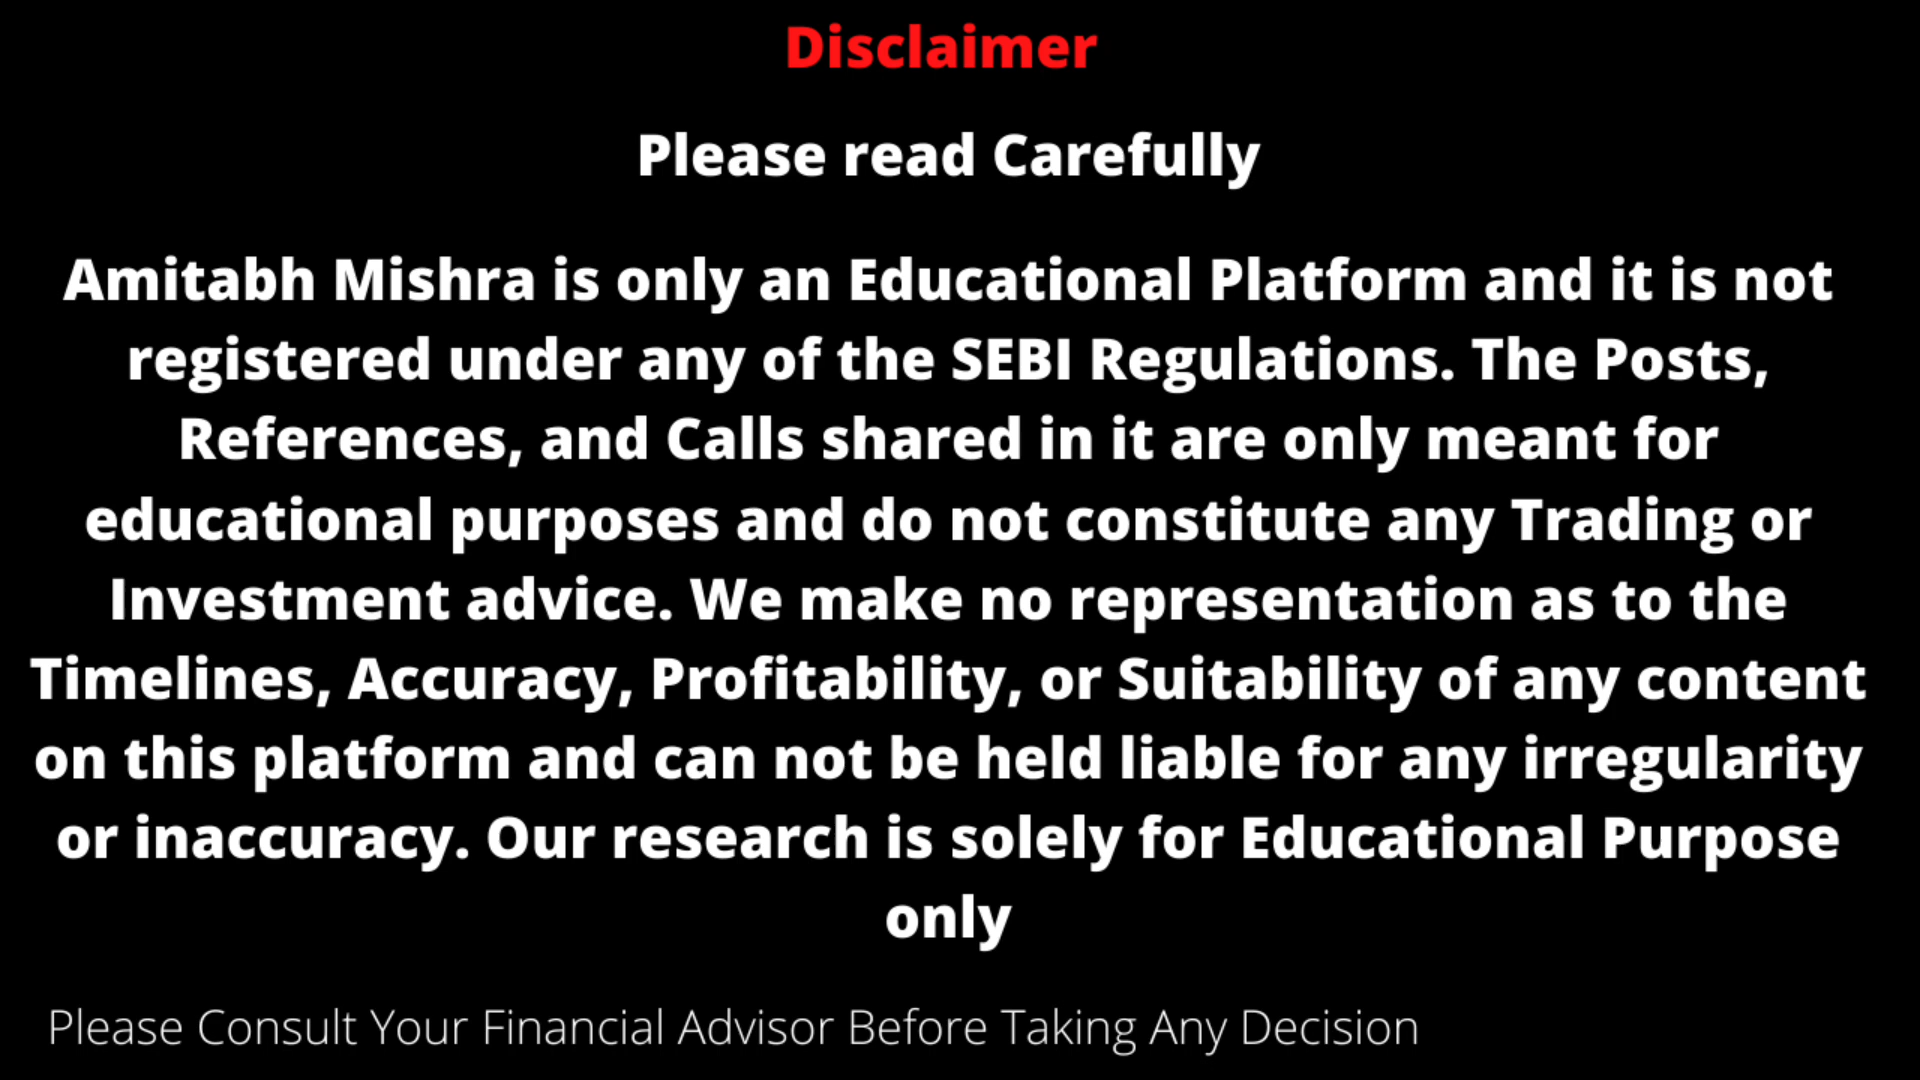 Disclaimer
Please read Carefully
Amitabh Mishra is only an Educational Platform and it is not
registered under any of the SEBI Regulations. The Posts,
References, and Calls shared in it are only meant for
educational purposes and do not constitute any Trading or
Investment advice. We make no representation as to the
Timelines, Accuracy, Profitability, or Suitability of any content
on this platform and can not be held liable for any irregularity
or inaccuracy. Our research is solely for Educational Purpose
only
Please Consult Your Financial Advisor Before Taking Any Decision